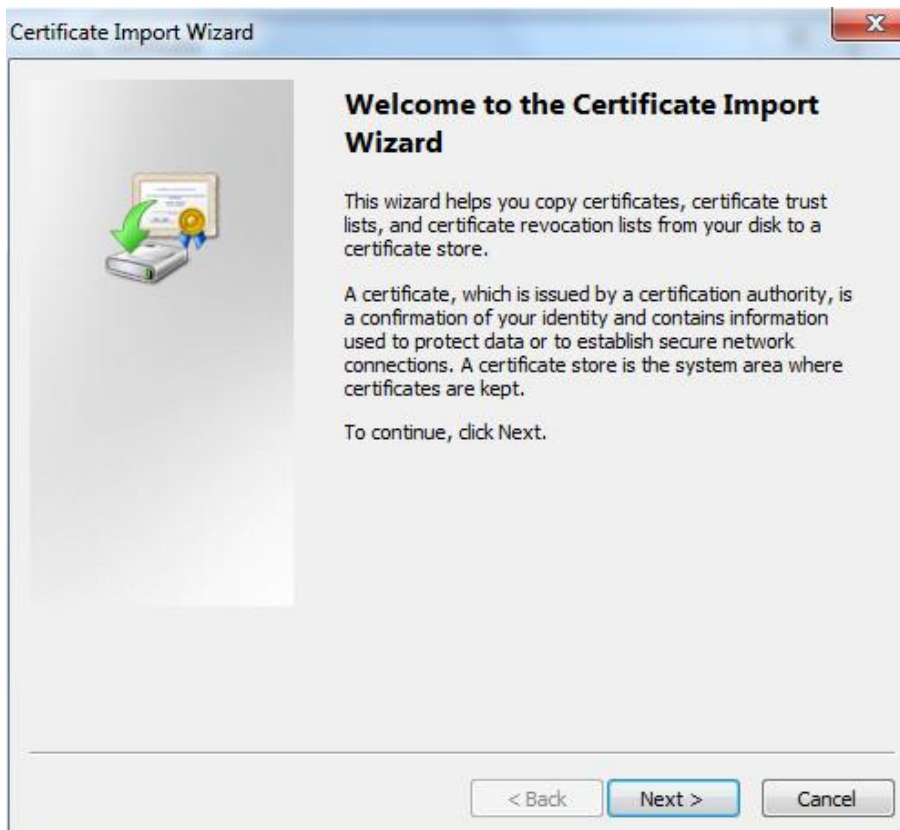 Certificate Import Wizard
Welcome to the Certificate Import
Wizard
This wizard helps you copy certificates, certificate trust
lists, and certificate revocation lists from your disk to a
certificate store.
A certificate, which is issued by a certification authority, is
a confirmation of your identity and contains information
used to protect data or to establish secure network
connections. A certificate store is the system area where
certificates are kept.
To continue, click Next.
< Back
Next >
Cancel